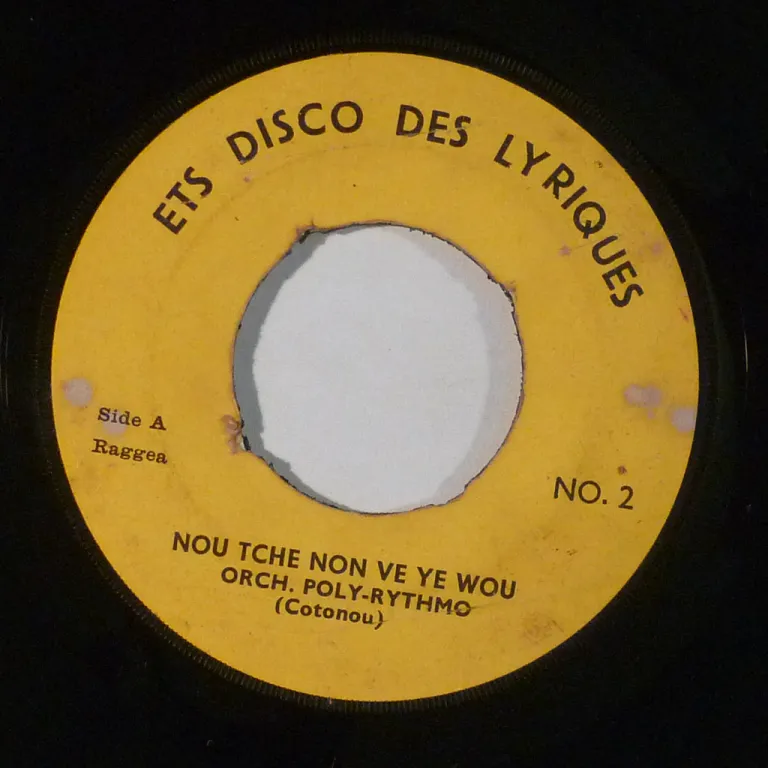 ETS DISCO DES LYRIQUES
Side A
Raggea
NO. 2
NOU TCHE NON VE YE WOU
ORCH. POLY-RYTHMO
(Cotonou)